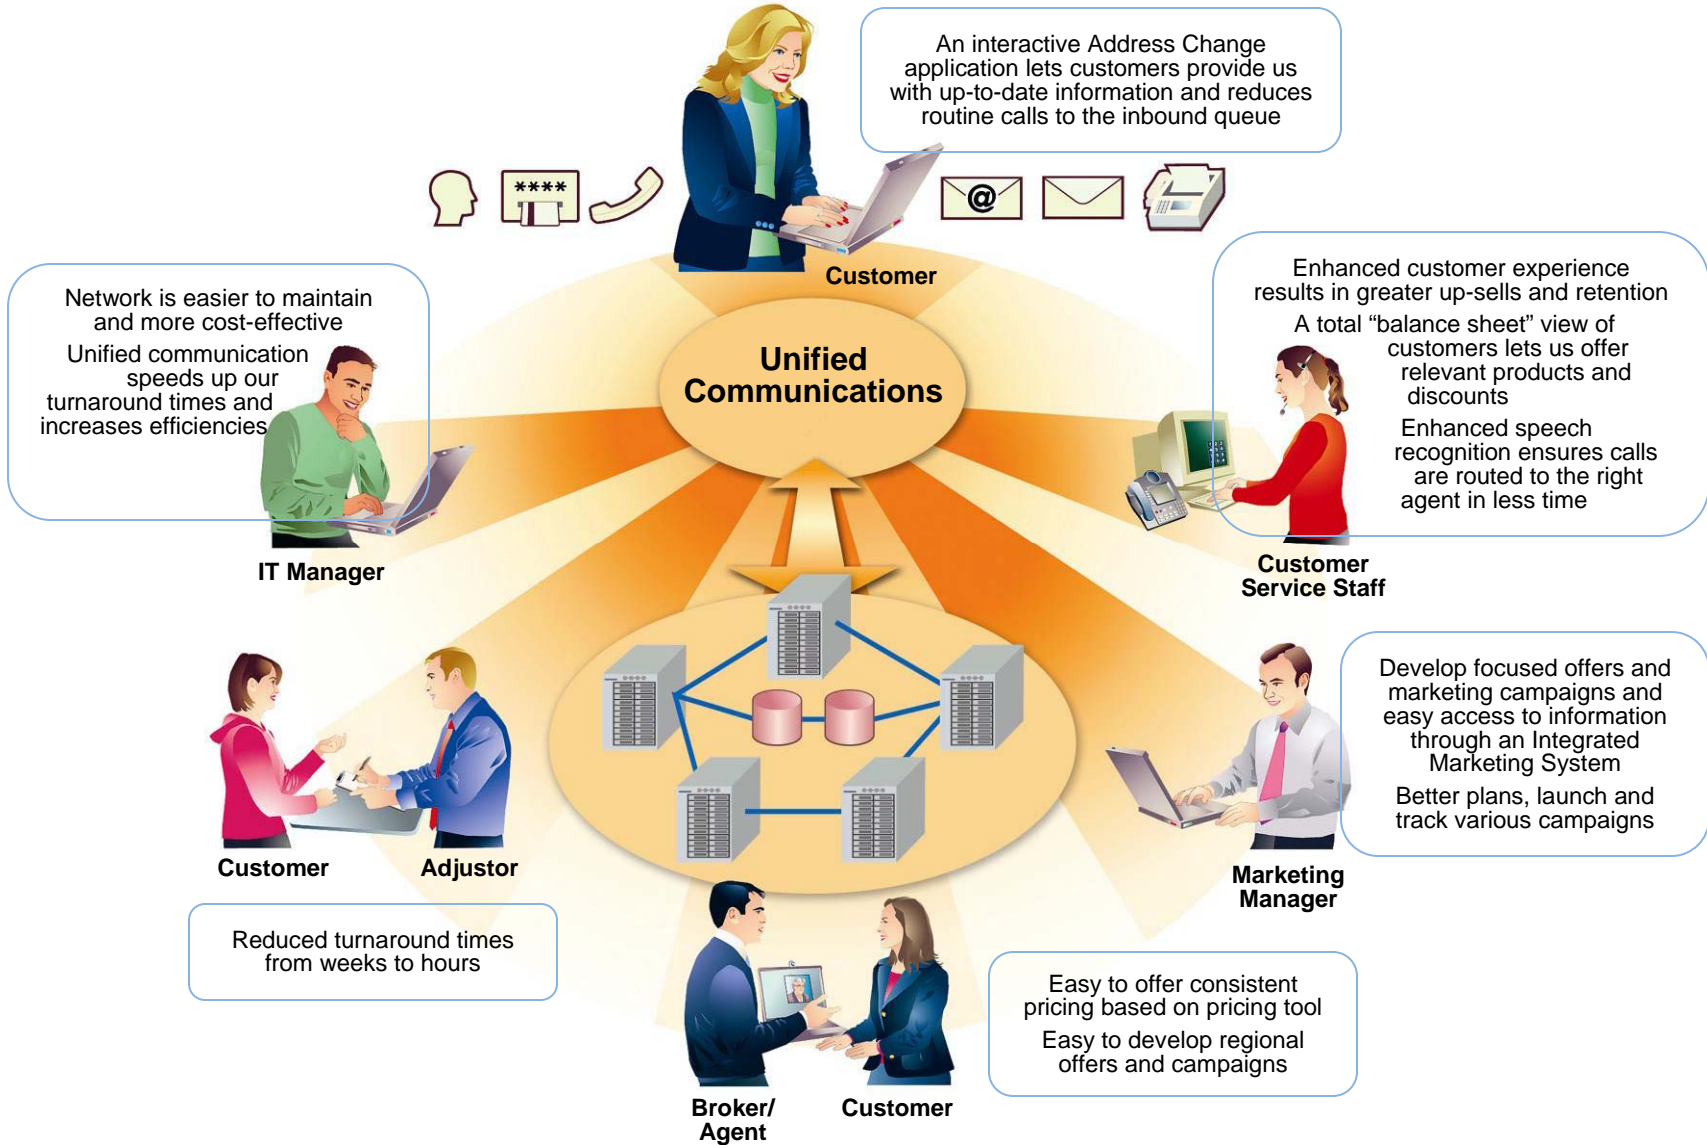 An interactive Address Change
application lets customers provide us
with up-to-date information and reduces
routine calls to the inbound queue
****
@
Customer
Network is easier to maintain
and more cost-effective
Unified communication
speeds up our
turnaround times and
increases efficiencies
IT Manager
Unified
Communications
Enhanced customer experience
results in greater up-sells and retention
A total “balance sheet” view of
customers lets us offer
relevant products and
discounts
Enhanced speech
recognition ensures calls
are routed to the right
agent in less time
Customer
Service Staff
Customer
Adjustor
Reduced turnaround times
from weeks to hours
Develop focused offers and
marketing campaigns and
easy access to information
through an Integrated
Marketing System
Better plans, launch and
track various campaigns
Marketing
Manager
Broker/
Agent
Customer
Easy to offer consistent
pricing based on pricing tool
Easy to develop regional
offers and campaigns